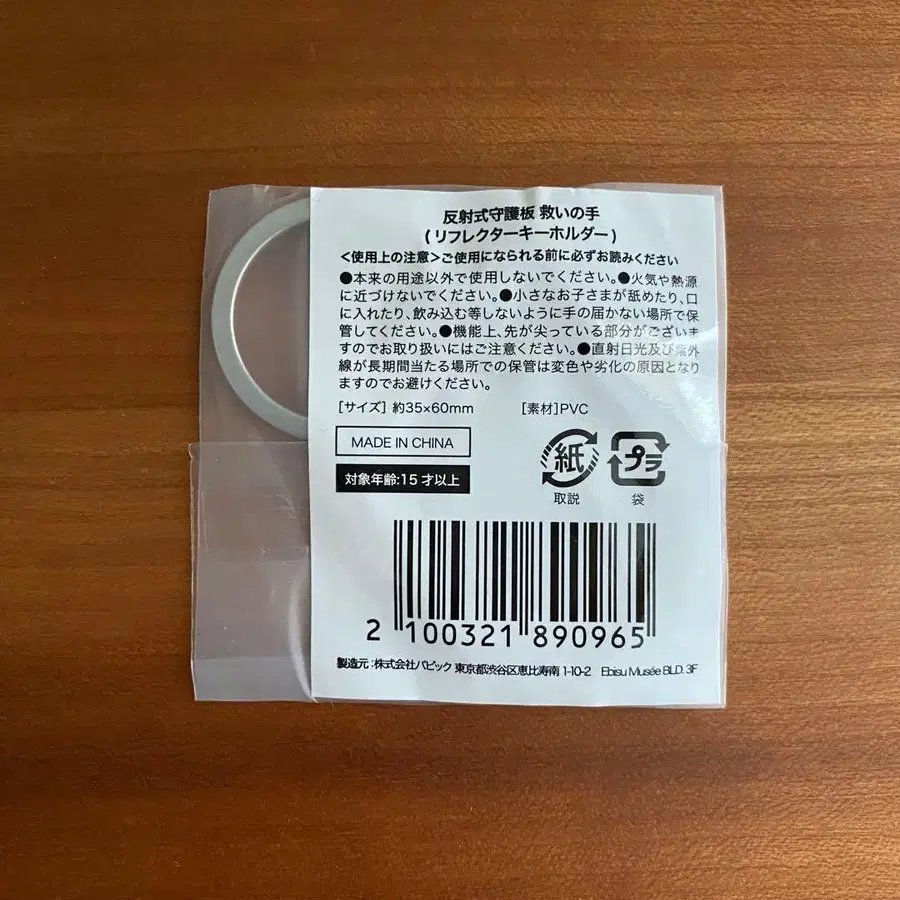 反射式守護板 救いの手
(リフレクターキーホルダー)
<使用上の注意>ご使用になられる前に必ずお読みください
●本来の用途以外で使用しないでください。●火気や熱源
に近づけないでください。●小さなお子さまが舐めたり、口
に入れたり、飲み込む等しないように手の届かない場所で保
管してください。●機能上、先が尖っている部分がございま
すのでお取り扱いにはご注意ください。●直射日光及び紫外
線が長期間当たる場所での保管は変色や劣化の原因となり
ますのでお避けください。
[サイズ] 約35×60mm [素材]PVC
MADE IN CHINA
対象年齢:15才以上
紙
取説
プラ
袋
2 100321 890965
製造元:株式会社パピック 東京都渋谷区恵比寿南1-10-2 Ebisu Musée BLD. 3F